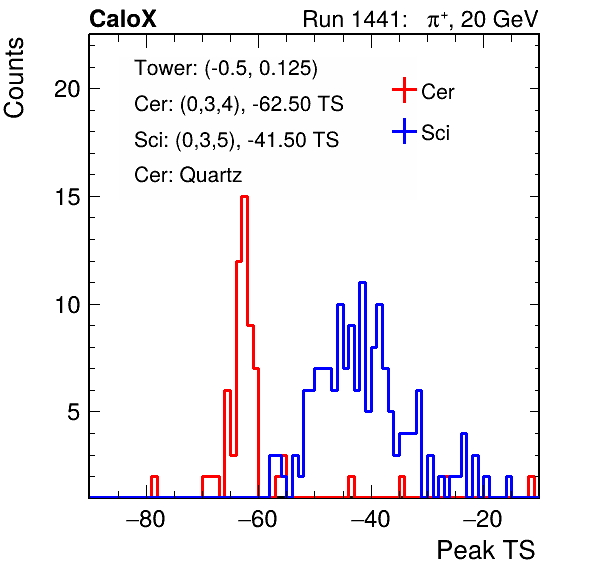 CaloX Run 1441: π⁺, 20 GeV
Counts
Tower: (-0.5, 0.125)
Cer: (0,3,4), -62.50 TS
Sci: (0,3,5), -41.50 TS
Cer: Quartz
Cer
Sci
20
15
10
5
−80 −60 −40 −20
Peak TS